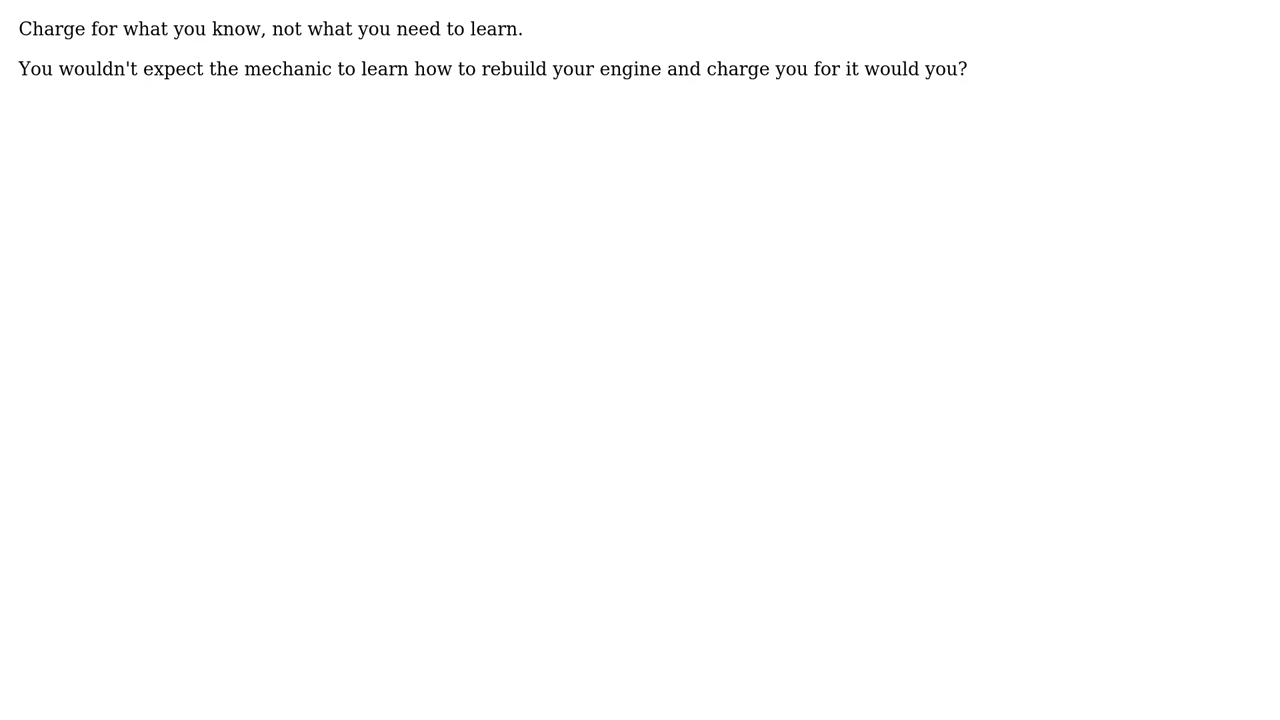 Charge for what you know, not what you need to learn.
You wouldn't expect the mechanic to learn how to rebuild your engine and charge you for it would you?